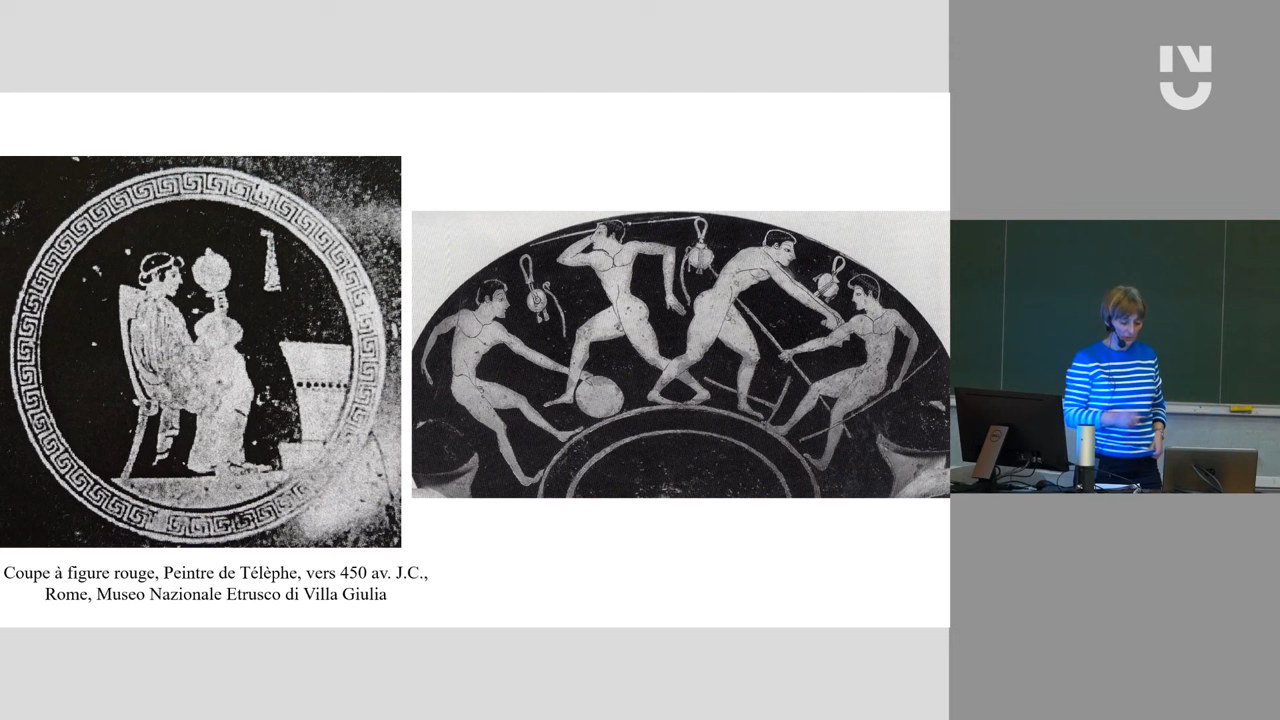 Coupe à figure rouge, Peintre de Télèphe, vers 450 av. J.C.,
Rome, Museo Nazionale Etrusco di Villa Giulia